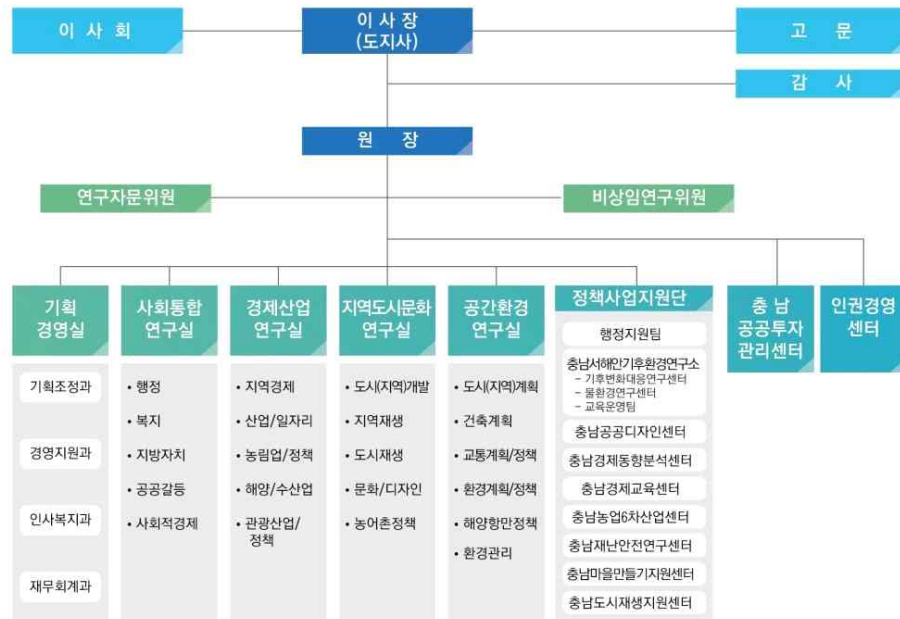 이 사 회
이 사 장
(도지사)
고 문
감 사
원 장
연구자문위원
비상임연구위원
기획
경영실
기획조정과
경영지원과
인사복지과
재무회계과
사회통합
연구실
• 행정
• 복지
• 지방자치
• 공공갈등
• 사회적경제
경제산업
연구실
• 지역경제
• 산업/일자리
• 농림업/정책
• 해양/수산업
• 관광산업/
정책
지역도시문화
연구실
• 도시(지역)개발
• 지역재생
• 도시재생
• 문화/디자인
• 농어촌정책
공간환경
연구실
• 도시(지역)계획
• 건축계획
• 교통계획/정책
• 환경계획/정책
• 해양항만정책
• 환경관리
정책사업지원단
행정지원팀
충남서해안기후환경연구소
– 기후변화대응연구센터
– 물환경연구센터
– 교육운영팀
충남공공디자인센터
충남경제동향분석센터
충남경제교육센터
충남농업6차산업센터
충남재난안전연구센터
충남마을만들기지원센터
충남도시재생지원센터
충 남
공공투자
관리센터
인권경영
센터